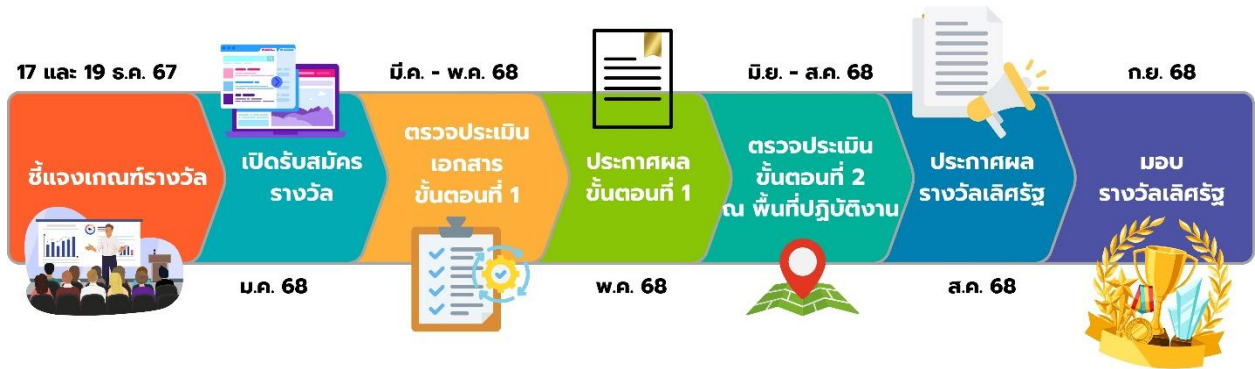 17 และ 19 ธ.ค. 67
มี.ค. - พ.ค. 68
มิ.ย. - ส.ค. 68
ก.ย. 68
ชี้แจงเกณฑ์รางวัล
เปิดรับสมัคร
รางวัล
ตรวจประเมิน
เอกสาร
ขั้นตอนที่ 1
ประกาศผล
ขั้นตอนที่ 1
ตรวจประเมิน
ขั้นตอนที่ 2
ณ พื้นที่ปฏิบัติงาน
ประกาศผล
รางวัลเลิศรัฐ
มอบ
รางวัลเลิศรัฐ
ม.ค. 68
พ.ค. 68
ส.ค. 68